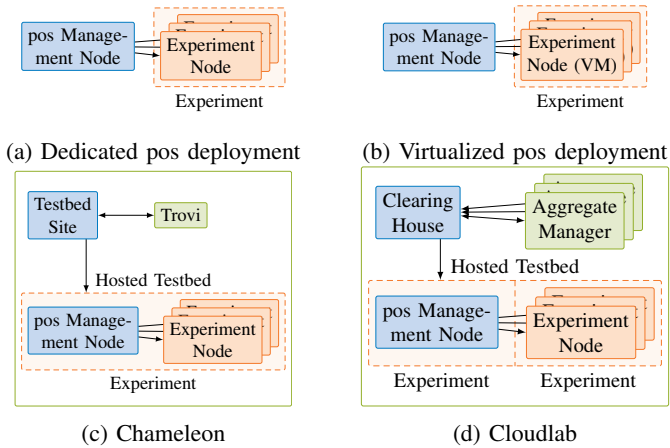 pos Manage-
ment Node
Experiment
Node
Experiment
(a) Dedicated pos deployment
pos Manage-
ment Node
Experiment
Node (VM)
Experiment
(b) Virtualized pos deployment
Testbed
Site
Trovi
Hosted Testbed
pos Manage-
ment Node
Experiment
Node
Experiment
(c) Chameleon
Clearing
House
Aggregate
Manager
Hosted Testbed
pos Manage-
ment Node
Experiment
Node
Experiment
Experiment
(d) Cloudlab